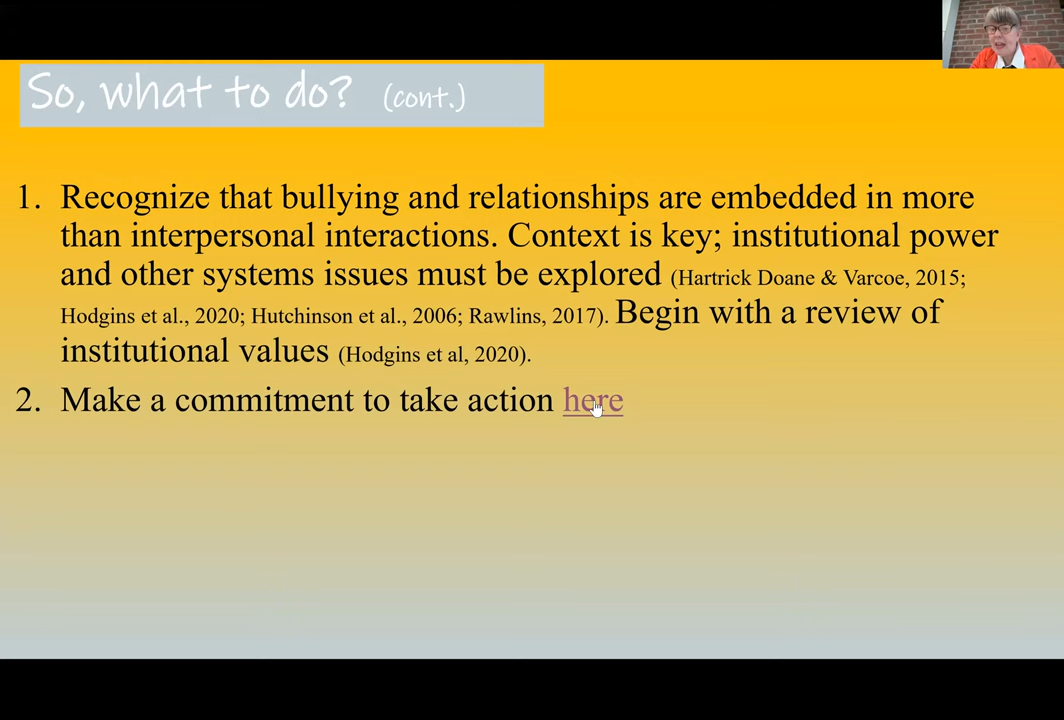 So, what to do? (cont.)
1. Recognize that bullying and relationships are embedded in more
than interpersonal interactions. Context is key; institutional power
and other systems issues must be explored (Hartrick Doane & Varcoe, 2015;
Hodgins et al., 2020; Hutchinson et al., 2006; Rawlins, 2017). Begin with a review of
institutional values (Hodgins et al, 2020).
2. Make a commitment to take action here